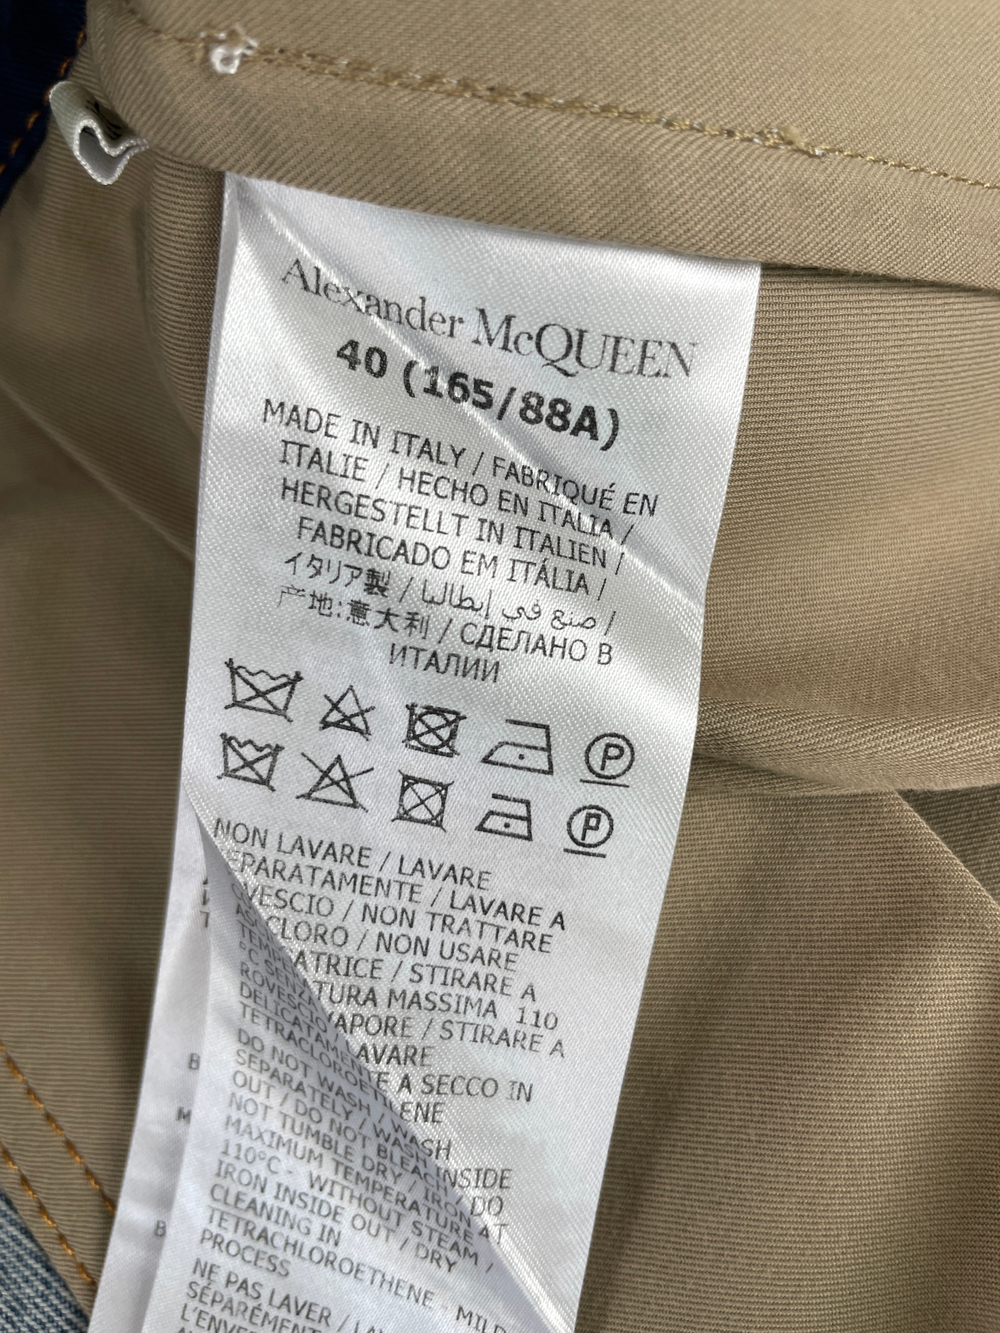 Alexander McQUEEN
40 (165/88A)
MADE IN ITALY / FABRIQUÉ EN
ITALIE / HECHO EN ITALIA /
HERGESTELLT IN ITALIEN /
FABRICADO EM ITÁLIA /
イタリア製 / صنع في إيطاليا /
产地:意大利 / СДЕЛАНО В
ИТАЛИИ
P
P
NON LAVARE / LAVARE
SEPARATAMENTE / LAVARE A
ROVESCIO / NON TRATTARE
AL CLORO / NON USARE
ASCIUGATRICE / STIRARE A
TEMPERATURA MASSIMA 110
°C SENZA VAPORE / STIRARE A
ROVESCIO LAVARE
DELICATAMENTE A SECCO IN
TETRACLOROETILENE
DO NOT WASH / WASH
SEPARATELY / WASH INSIDE
OUT / DO NOT BLEACH / DO
NOT TUMBLE DRY / IRON AT
MAXIMUM TEMPERATURE
110°C - WITHOUT STEAM /
IRON INSIDE OUT / DRY
CLEANING IN
TETRACHLOROETHENE - MILD
PROCESS
NE PAS LAVER /
SÉPARÉMENT